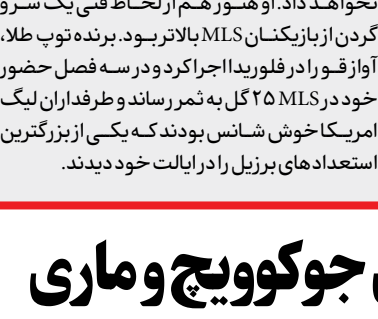 نخواهد داد. او هنوز هم از لحاظ فنی یک سر و
گردن از بازیکنان MLS بالاتر بود. برنده توپ طلا،
آواز قو را در فلوریدا اجرا کرد و در سه فصل حضور
خود در MLS ۲۵ گل به ثمر رساند و طرفداران لیگ
امریکا خوش شانس بودند که یکی از بزرگترین
استعدادهای برزیل را در ایالت خود دیدند.
جوکوویچ و ماری